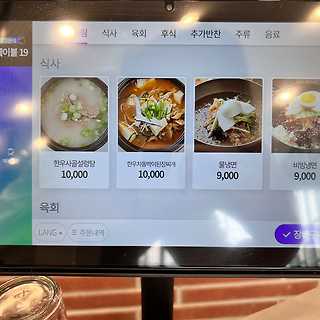 식사 육회 후식 추가반찬 주류 음료
테이블 19
식사
한우사골설렁탕 한우차돌박이된장찌개 물냉면 비빔냉면
10,000 10,000 9,000 9,000
육회
LANG 주문내역